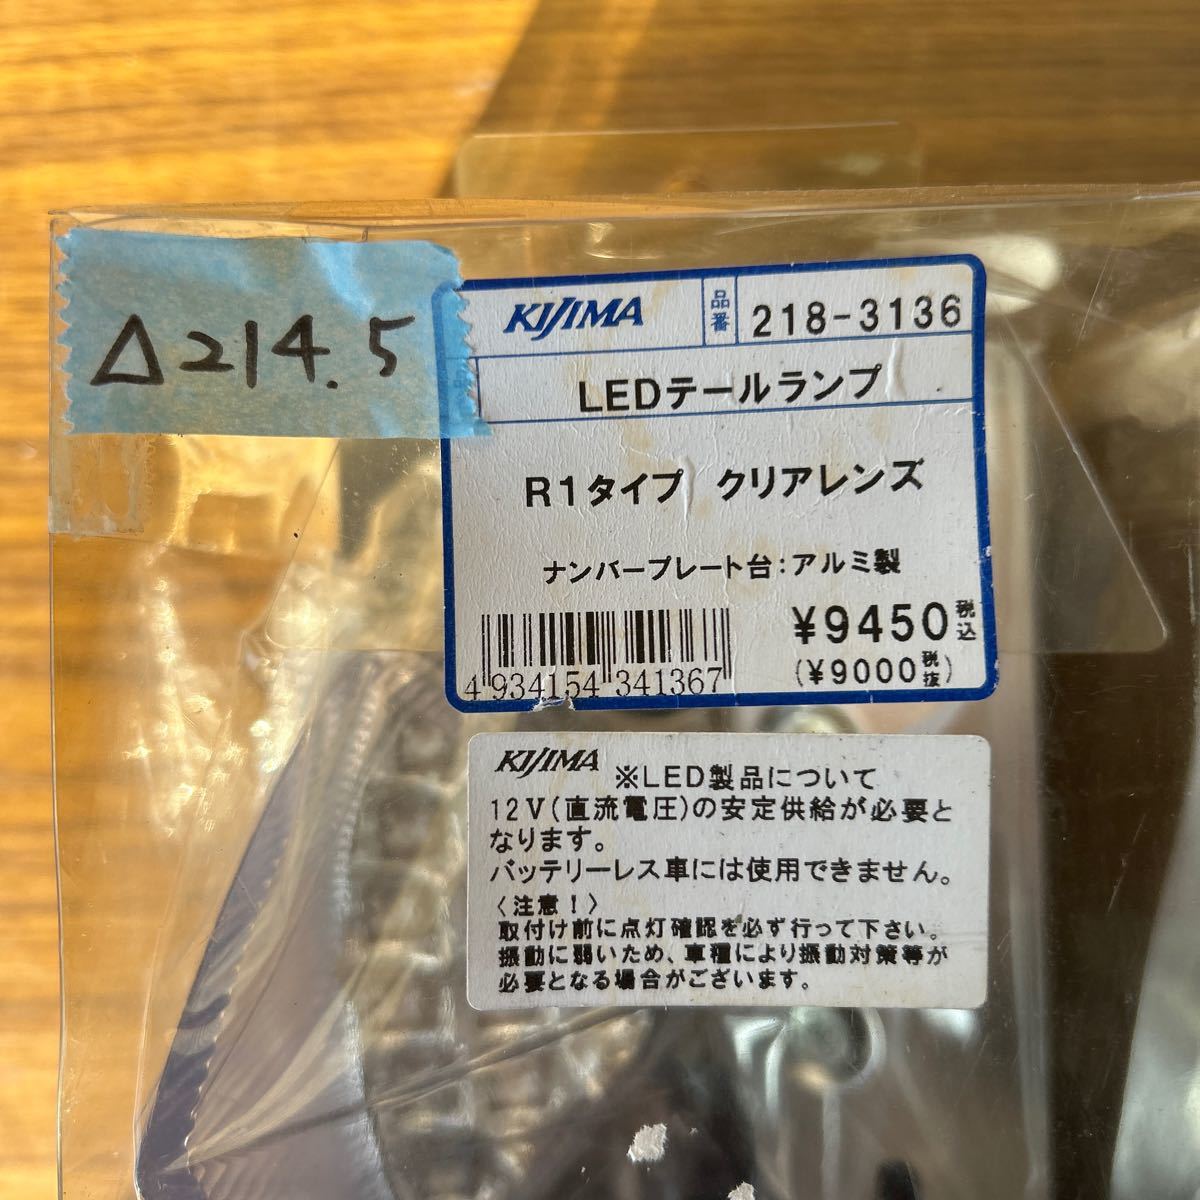 △214.5
KIJIMA 品番 218-3136
品
LEDテールランプ
R1タイプ クリアレンズ
ナンバープレート台:アルミ製
¥9450税込
(¥9000税抜)
4 934154 341367
KIJIMA ※LED製品について
12V(直流電圧)の安定供給が必要と
なります。
バッテリーレス車には使用できません。
〈注意!〉
取付け前に点灯確認を必ず行って下さい。
振動に弱いため、車種により振動対策等が
必要となる場合がございます。